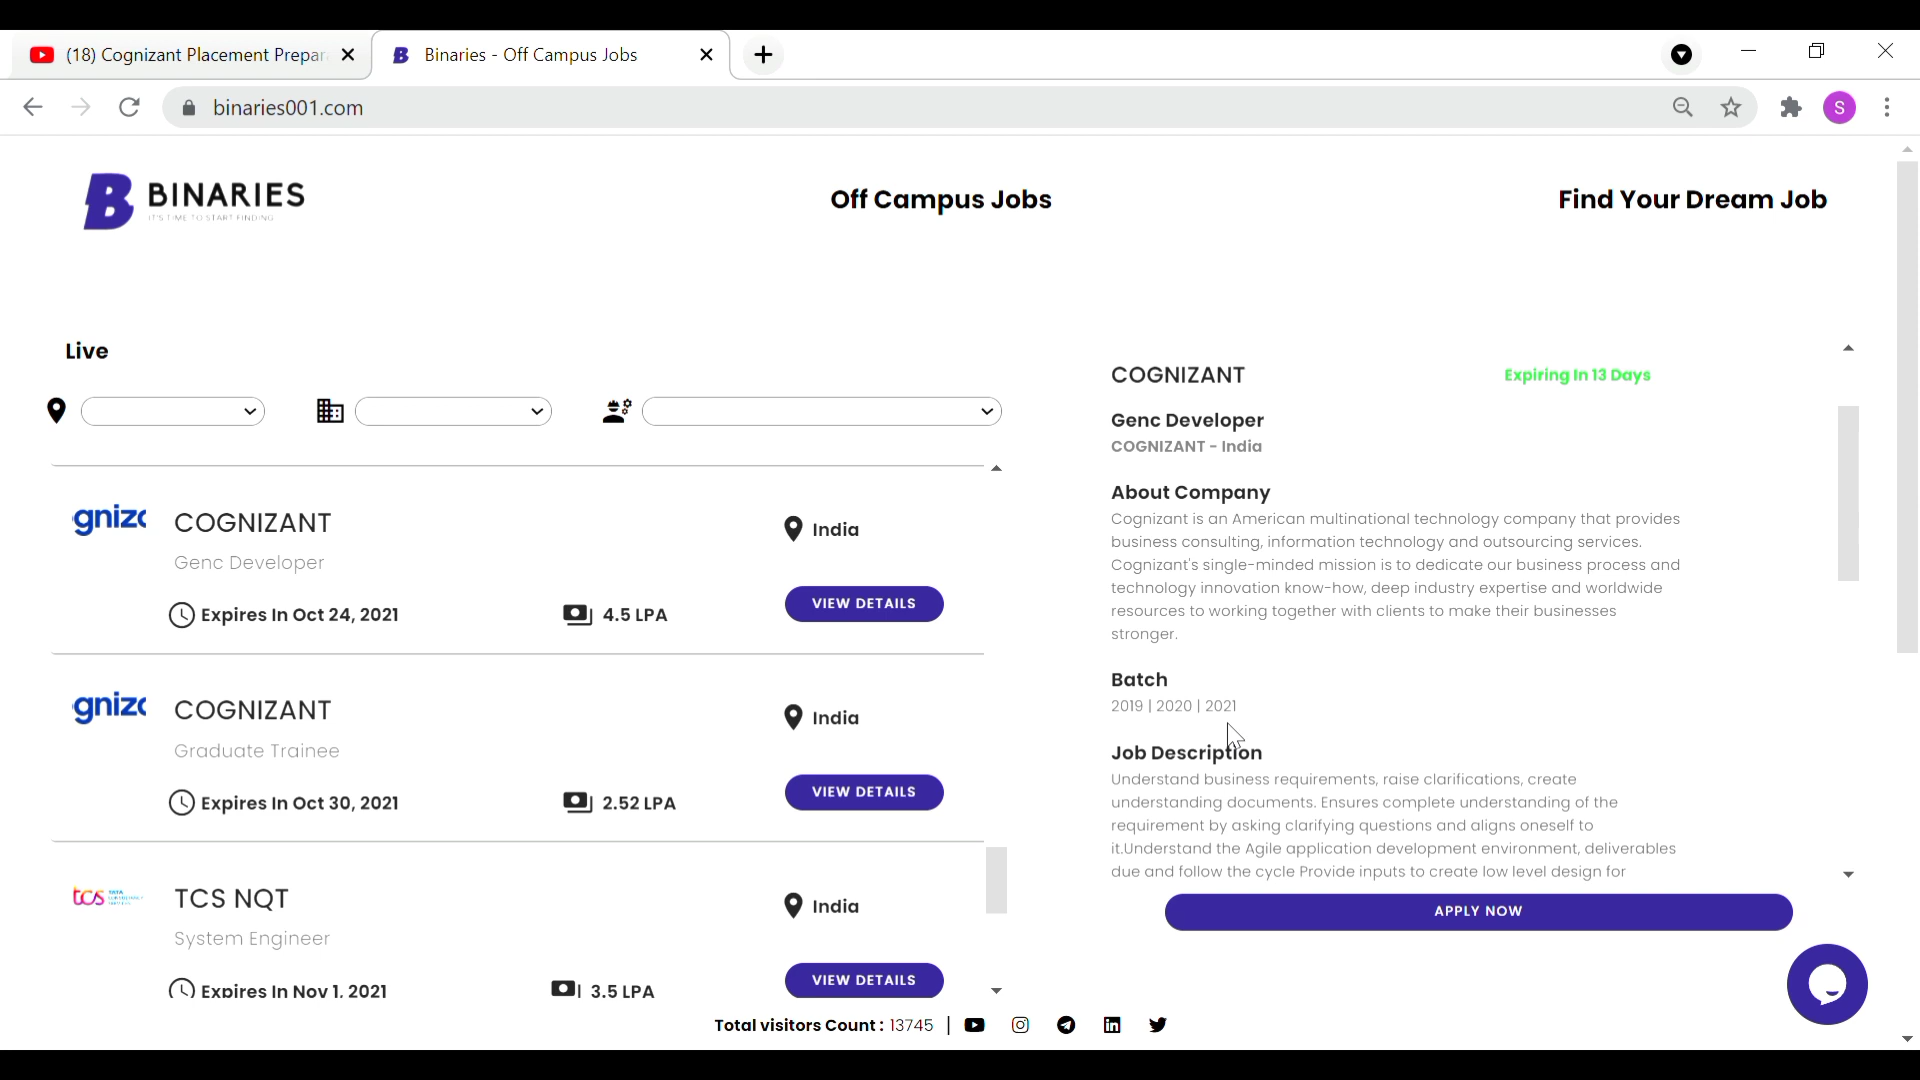 (18) Cognizant Placement Prepar
Binaries - Off Campus Jobs
binaries001.com
S
B BINARIES
IT'S TIME TO START FINDING
Off Campus Jobs
Find Your Dream Job
Live
gniz
COGNIZANT
India
Genc Developer
Expires In Oct 24, 2021
4.5 LPA
VIEW DETAILS
gniz
COGNIZANT
India
Graduate Trainee
Expires In Oct 30, 2021
2.52 LPA
VIEW DETAILS
tcs TATA
TCS NQT
India
System Engineer
Expires In Nov 1, 2021
3.5 LPA
VIEW DETAILS
COGNIZANT
Expiring In 13 Days
Genc Developer
COGNIZANT - India
About Company
Cognizant is an American multinational technology company that provides
business consulting, information technology and outsourcing services.
Cognizant's single-minded mission is to dedicate our business process and
technology innovation know-how, deep industry expertise and worldwide
resources to working together with clients to make their businesses
stronger.
Batch
2019 | 2020 | 2021
Job Description
Understand business requirements, raise clarifications, create
understanding documents. Ensures complete understanding of the
requirement by asking clarifying questions and aligns oneself to
it.Understand the Agile application development environment, deliverables
due and follow the cycle Provide inputs to create low level design for
APPLY NOW
Total visitors Count : 13745 |